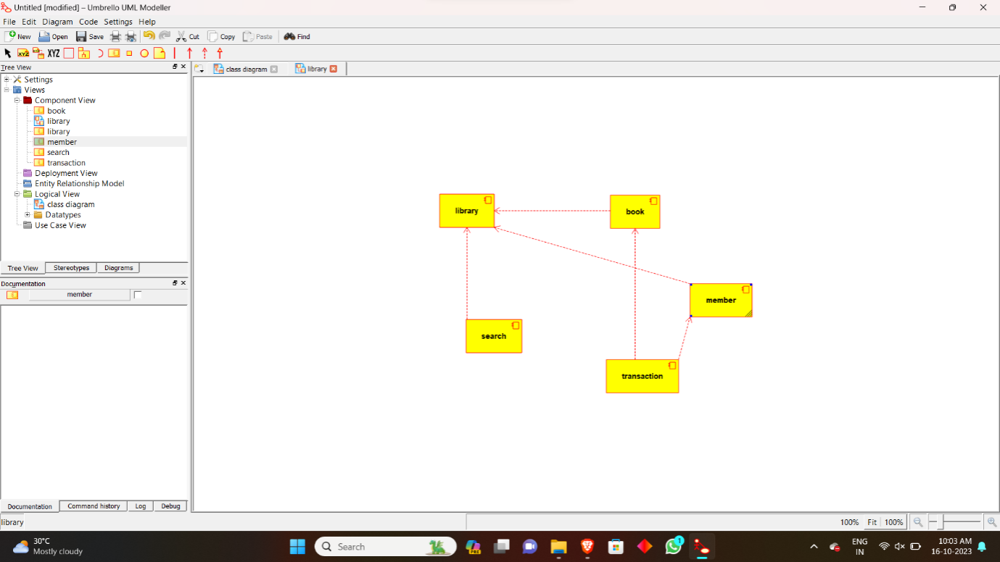 Untitled [modified] – Umbrello UML Modeller
File Edit Diagram Code Settings Help
New Open Save Cut Copy Paste Find
XYZ XYZ
Tree View
class diagram library
Settings
Views
Component View
book
library
library
member
search
transaction
Deployment View
Entity Relationship Model
Logical View
class diagram
Datatypes
Use Case View
Tree View Stereotypes Diagrams
Documentation
member
library
book
member
search
transaction
Documentation Command history Log Debug
library
100% Fit 100%
30°C
Mostly cloudy
Search
PRE
1
ENG
IN
10:03 AM
16-10-2023